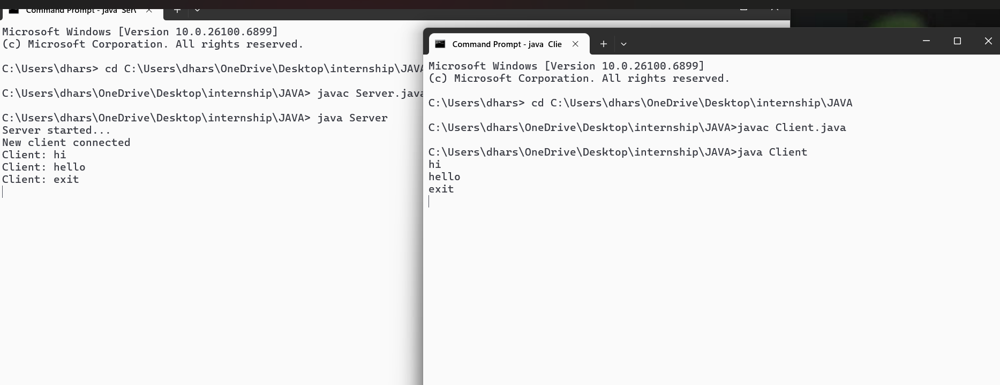 Command Prompt - java Ser
Microsoft Windows [Version 10.0.26100.6899]
(c) Microsoft Corporation. All rights reserved.
C:\Users\dhars> cd C:\Users\dhars\OneDrive\Desktop\internship\JAVA
C:\Users\dhars\OneDrive\Desktop\internship\JAVA> javac Server.java
C:\Users\dhars\OneDrive\Desktop\internship\JAVA> java Server
Server started...
New client connected
Client: hi
Client: hello
Client: exit
Command Prompt - java  Clie
Microsoft Windows [Version 10.0.26100.6899]
(c) Microsoft Corporation. All rights reserved.
C:\Users\dhars> cd C:\Users\dhars\OneDrive\Desktop\internship\JAVA
C:\Users\dhars\OneDrive\Desktop\internship\JAVA>javac Client.java
C:\Users\dhars\OneDrive\Desktop\internship\JAVA>java Client
hi
hello
exit